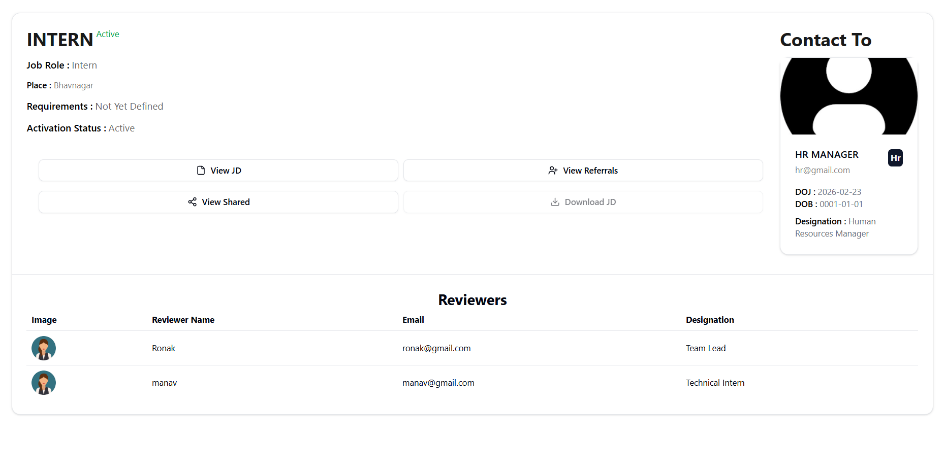 INTERN Active
Job Role : Intern
Place : Bhavnagar
Requirements : Not Yet Defined
Activation Status : Active
View JD
View Referrals
View Shared
Download JD
Contact To
HR MANAGER
Hr
hr@gmail.com
DOJ : 2026-02-23
DOB : 0001-01-01
Designation : Human
Resources Manager
Reviewers
Image Reviewer Name Email Designation
Ronak ronak@gmail.com Team Lead
manav manav@gmail.com Technical Intern